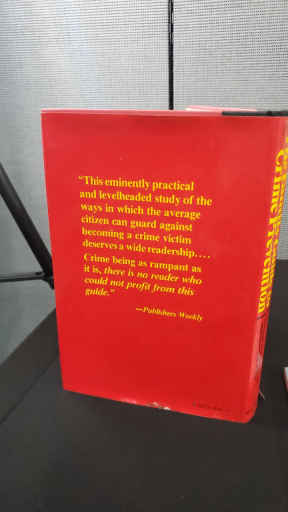 “This eminently practical
and levelheaded study of the
ways in which the average
citizen can guard against
becoming a crime victim
deserves a wide readership....
Crime being as rampant as
it is, there is no reader who
could not profit from this
guide.”
—Publishers Weekly
Crime Prevention